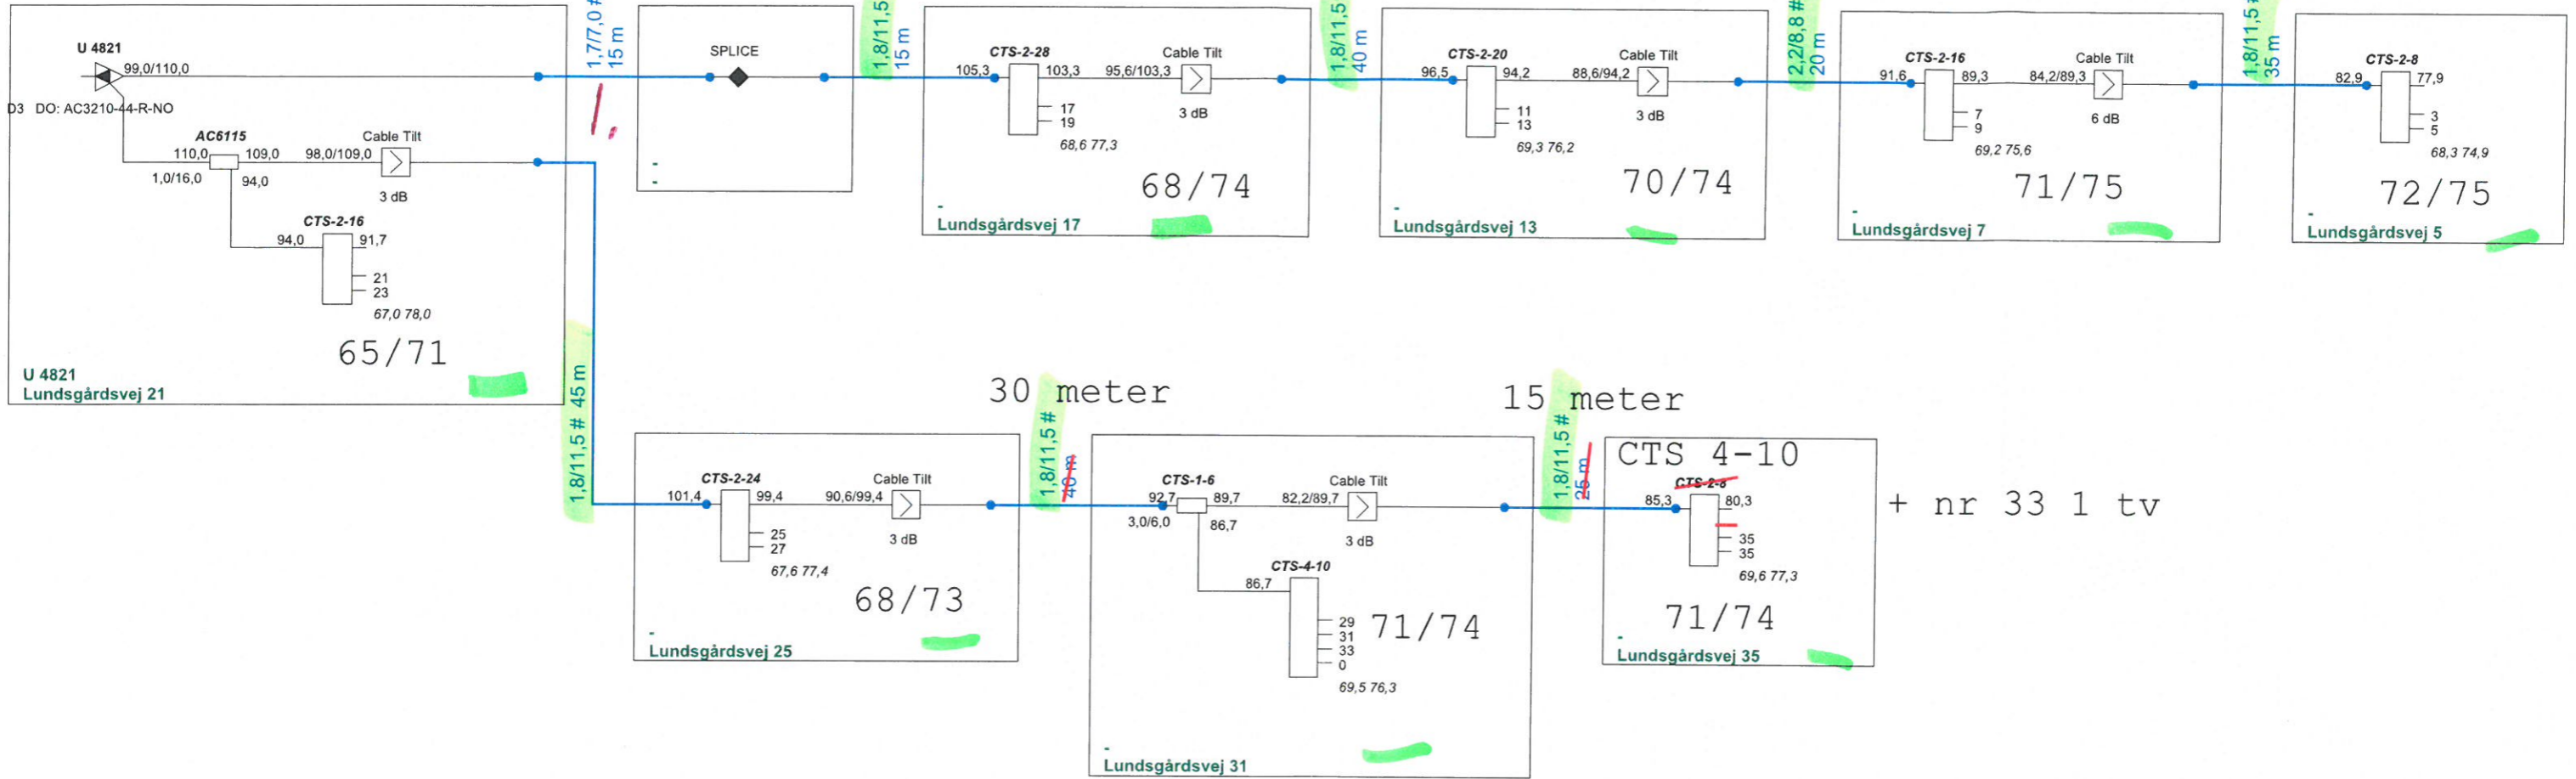 U 4821
99,0/110,0
D3 DO: AC3210-44-R-NO
AC6115
110,0
109,0
98,0/109,0
Cable Tilt
3 dB
1,0/16,0
94,0
CTS-2-16
94,0
91,7
21
23
67,0 78,0
65/71
U 4821
Lundsgårdsvej 21
1,7/7,0 #
15 m
SPLICE
-
-
1,8/11,5
15 m
CTS-2-28
105,3
103,3
95,6/103,3
Cable Tilt
3 dB
17
19
68,6 77,3
68/74
-
Lundsgårdsvej 17
1,8/11,5
40 m
CTS-2-20
96,5
94,2
88,6/94,2
Cable Tilt
3 dB
11
13
69,3 76,2
70/74
-
Lundsgårdsvej 13
2,2/8,8 #
20 m
CTS-2-16
91,6
89,3
84,2/89,3
Cable Tilt
6 dB
7
9
69,2 75,6
71/75
-
Lundsgårdsvej 7
1,8/11,5 #
35 m
CTS-2-8
82,9
77,9
3
5
68,3 74,9
72/75
-
Lundsgårdsvej 5
1,8/11,5 # 45 m
CTS-2-24
101,4
99,4
90,6/99,4
Cable Tilt
3 dB
25
27
67,6 77,4
68/73
-
Lundsgårdsvej 25
30 meter
1,8/11,5 #
40 m
CTS-1-6
92,7
89,7
82,2/89,7
Cable Tilt
3 dB
3,0/6,0
86,7
CTS-4-10
86,7
29
31
33
0
69,5 76,3
71/74
-
Lundsgårdsvej 31
15 meter
1,8/11,5 #
25 m
CTS 4-10
CTS-2-8
85,3
80,3
35
35
69,6 77,3
71/74
-
Lundsgårdsvej 35
+ nr 33 1 tv